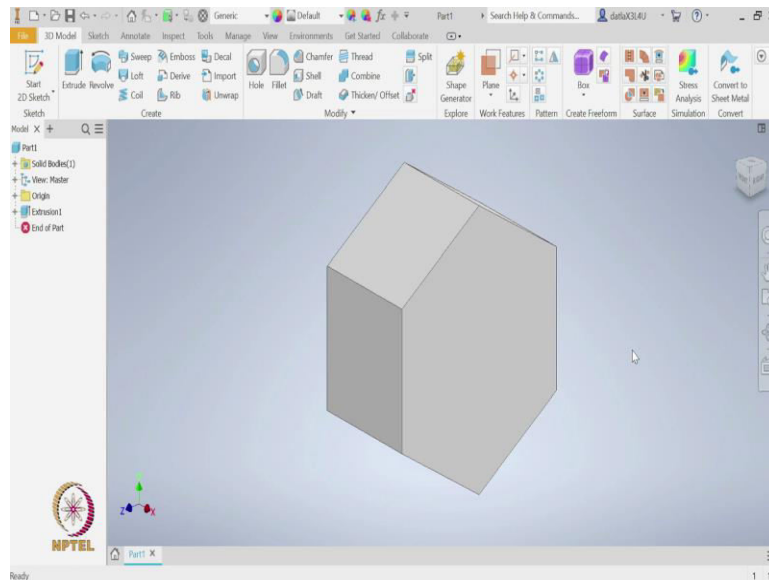 Generic Default fx Part1 Search Help & Commands... datlaX3L4U
File 3D Model Sketch Annotate Inspect Tools Manage View Environments Get Started Collaborate
Start
2D Sketch
Extrude Revolve
Sweep Emboss Decal
Loft Derive Import
Coil Rib Unwrap
Hole Fillet
Chamfer Thread Split
Shell Combine
Draft Thicken/ Offset
Shape
Generator
Plane
Box
Stress
Analysis
Convert to
Sheet Metal
Sketch Create Modify Explore Work Features Pattern Create Freeform Surface Simulation Convert
Model X +
Part1
Solid Bodies(1)
View: Master
Origin
Extrusion1
End of Part
NPTEL
Part1 X
Ready 1